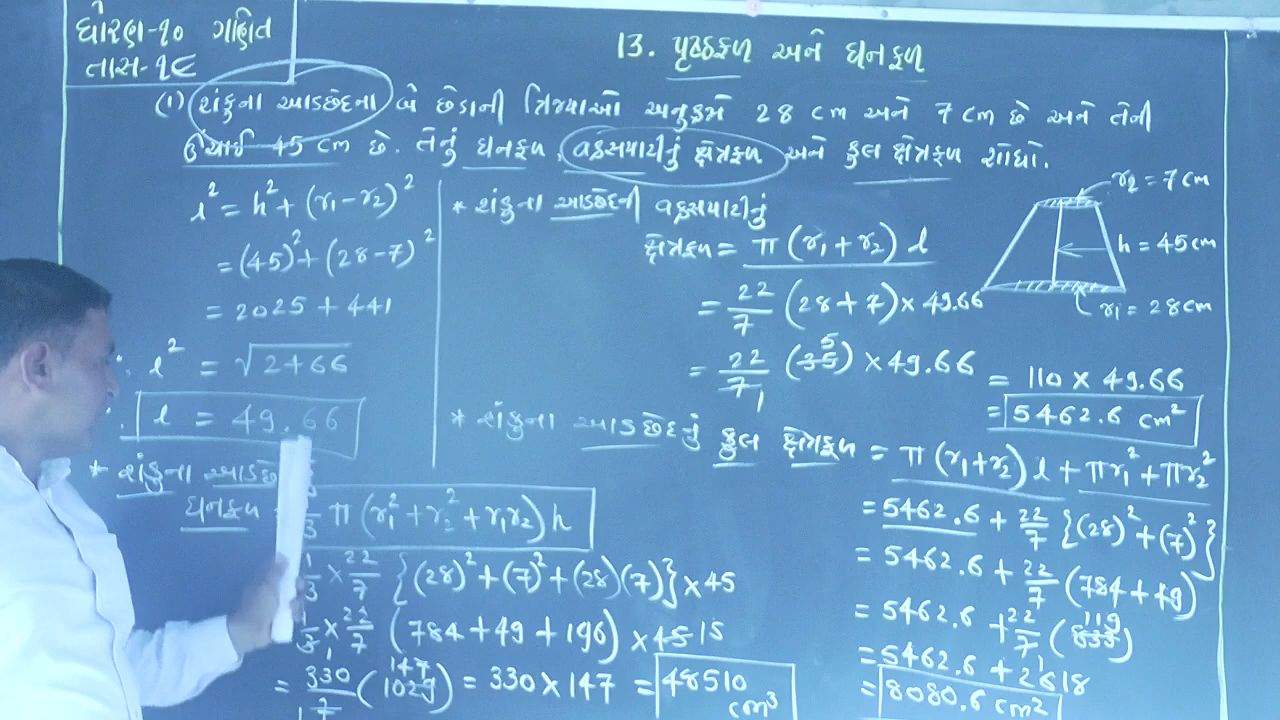 ધોરણ-૧૦ ગણિત
તાસ-૧૯
13. પૃષ્ઠફળ અને ઘનફળ
(૧) શંકુના આડછેદના બે છેડાની ત્રિજ્યાઓ અનુક્રમે 28 cm અને 7 cm છે અને તેની
ઊંચાઈ 45 cm છે. તેનું ઘનફળ, વક્રસપાટીનું ક્ષેત્રફળ અને કુલ ક્ષેત્રફળ શોધો.
l² = h² + (r₁ - r₂)²
= (45)² + (28-7)²
= 2025 + 441
∴ l² = √2466
∴ l = 49.66
* શંકુના આડછે
ઘનફળ = 1/3 π (r₁² + r₂² + r₁r₂) h
1/3 × 22/7 {(28)² + (7)² + (28)(7)} × 45
1/3 × 22/7 (784 + 49 + 196) × 45 15
= 330/7 (1029) 147 = 330 × 147 = 48510 cm³
* શંકુના આડછેદની વક્રસપાટીનું
ક્ષેત્રફળ = π (r₁ + r₂) l
= 22/7 (28 + 7) × 49.66
= 22/7 (35) × 49.66
5
1
= 110 × 49.66
= 5462.6 cm²
r₂ = 7 cm
h = 45 cm
r₁ = 28 cm
* શંકુના આડછેદનું કુલ ક્ષેત્રફળ = π (r₁+r₂) l + πr₁² + πr₂²
= 5462.6 + 22/7 {(28)² + (7)²}
= 5462.6 + 22/7 (784 + 49)
= 5462.6 + 22/7 (833) 119
= 5462.6 + 2618
= 8080.6 cm²